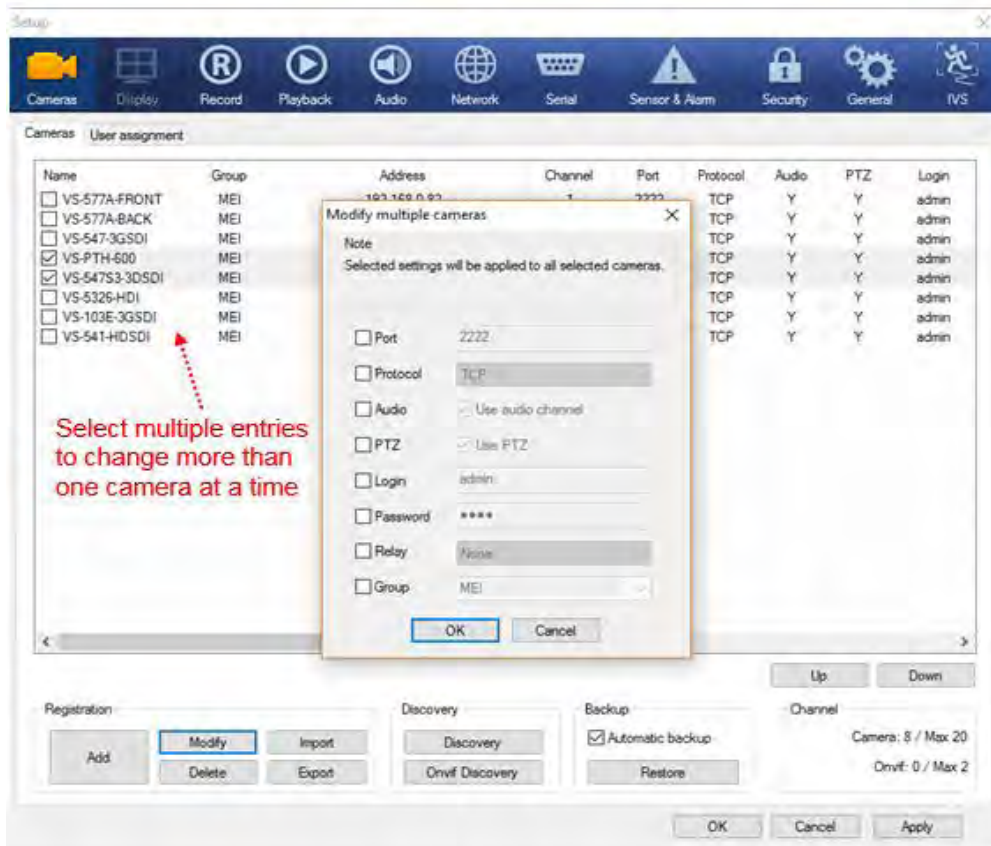 Setup
Cameras Display Record Playback Audio Network Serial Sensor & Alarm Security General IVS
Cameras User assignment
Name Group Address Channel Port Protocol Audio PTZ Login
VS-577A-FRONT MEI 192.168.0.82 1 2222 TCP Y Y admin
VS-577A-BACK MEI TCP Y Y admin
VS-547-3GSDI MEI TCP Y Y admin
VS-PTH-600 MEI TCP Y Y admin
VS-547S3-3DSDI MEI TCP Y Y admin
VS-5326-HDI MEI TCP Y Y admin
VS-103E-3GSDI MEI TCP Y Y admin
VS-541-HDSDI MEI TCP Y Y admin
Select multiple entries
to change more than
one camera at a time
Modify multiple cameras
Note
Selected settings will be applied to all selected cameras.
Port 2222
Protocol TCP
Audio Use audio channel
PTZ Use PTZ
Login admin
Password ****
Relay None
Group MEI
OK Cancel
Up Down
Registration Discovery Backup Channel
Add Modify Import Discovery Automatic backup Camera: 8 / Max 20
Delete Export Onvif Discovery Restore Onvif: 0 / Max 2
OK Cancel Apply